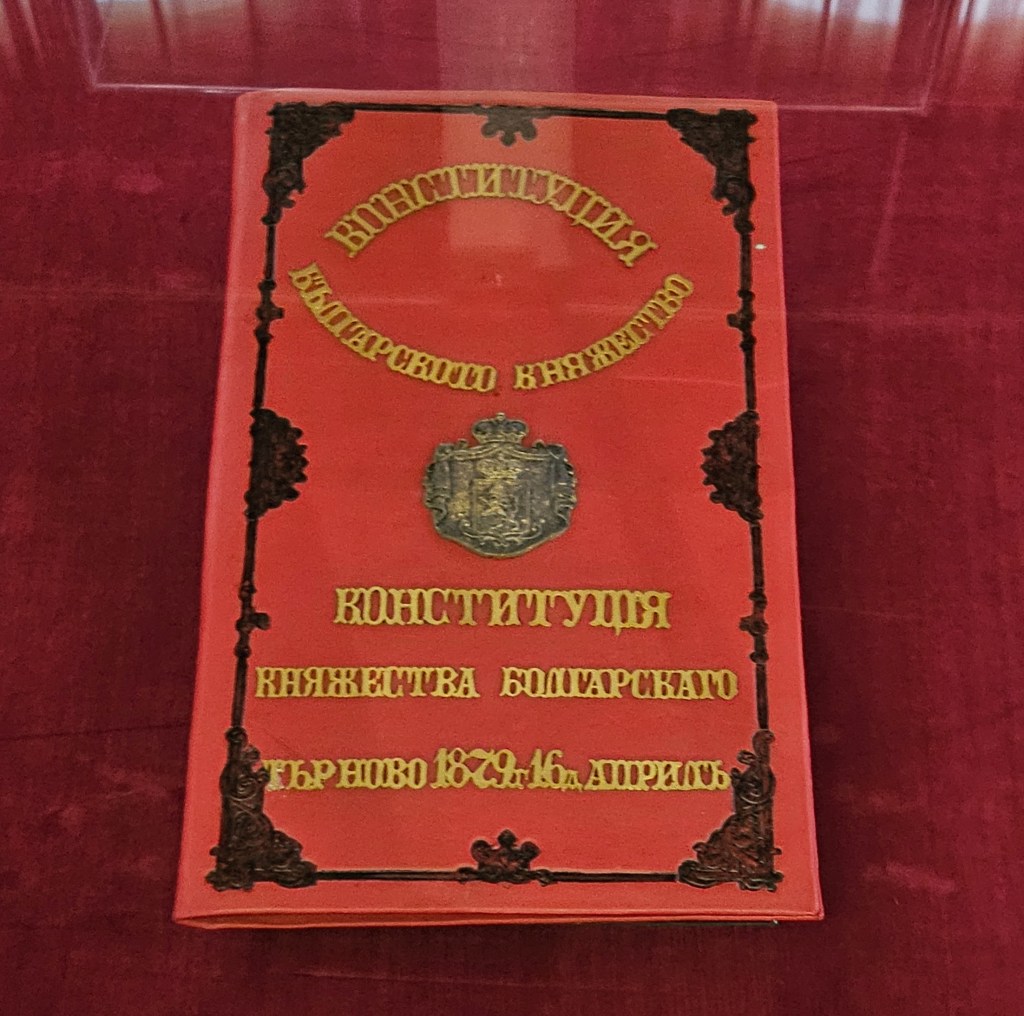 КОНСТИТУЦИЯ
БЪЛГАРСКОТО КНЯЖЕСТВО
КОНСТИТУЦІЯ
КНЯЖЕСТВА БОЛГАРСКАГО
ТЪРНОВО 1879г. 16д. АПРИЛЪ